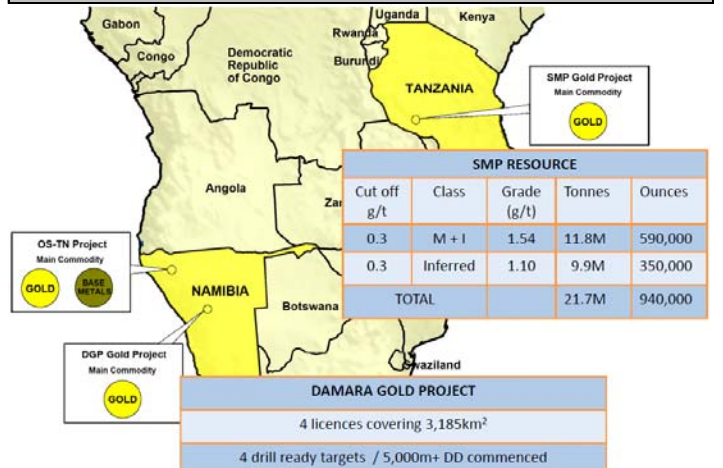 Gabon
Congo
Democratic
Republic
of Congo
Uganda
Kenya
Rwanda
Burundi
TANZANIA
SMP Gold Project
Main Commodity
GOLD
Angola
SMP RESOURCE
Cut off g/t Class Grade (g/t) Tonnes Ounces
0.3 M + I 1.54 11.8M 590,000
0.3 Inferred 1.10 9.9M 350,000
TOTAL 21.7M 940,000
OS-TN Project
Main Commodity
GOLD BASE METALS
NAMIBIA
Botswana
DGP Gold Project
Main Commodity
GOLD
DAMARA GOLD PROJECT
4 licences covering 3,185km²
4 drill ready targets / 5,000m+ DD commenced